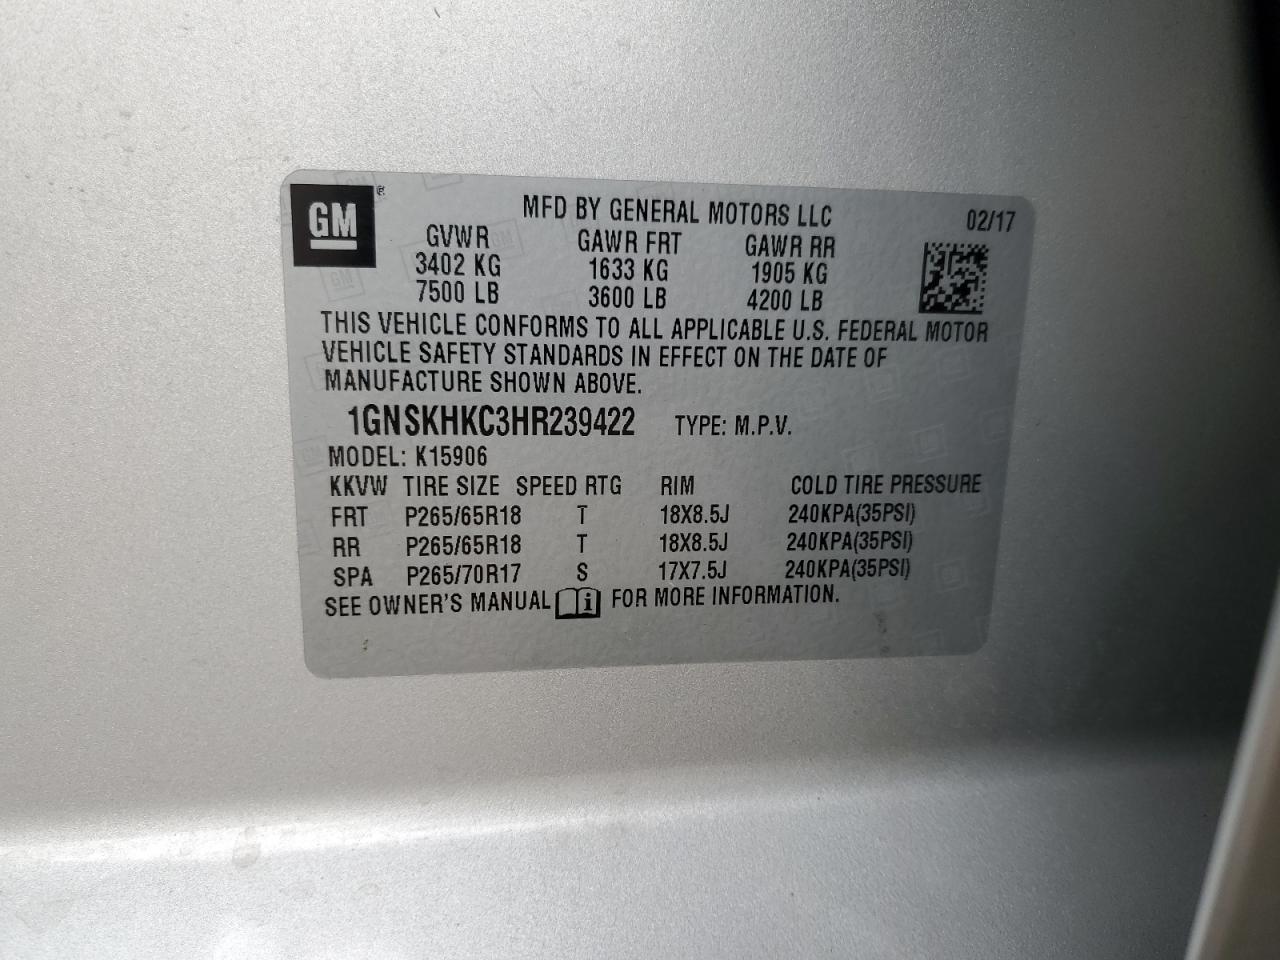 GM ®
MFD BY GENERAL MOTORS LLC 02/17
GVWR GAWR FRT GAWR RR
3402 KG 1633 KG 1905 KG
7500 LB 3600 LB 4200 LB
THIS VEHICLE CONFORMS TO ALL APPLICABLE U.S. FEDERAL MOTOR
VEHICLE SAFETY STANDARDS IN EFFECT ON THE DATE OF
MANUFACTURE SHOWN ABOVE.
1GNSKHKC3HR239422 TYPE: M.P.V.
MODEL: K15906
KKVW TIRE SIZE SPEED RTG RIM COLD TIRE PRESSURE
FRT P265/65R18 T 18X8.5J 240KPA(35PSI)
RR P265/65R18 T 18X8.5J 240KPA(35PSI)
SPA P265/70R17 S 17X7.5J 240KPA(35PSI)
SEE OWNER'S MANUAL i FOR MORE INFORMATION.